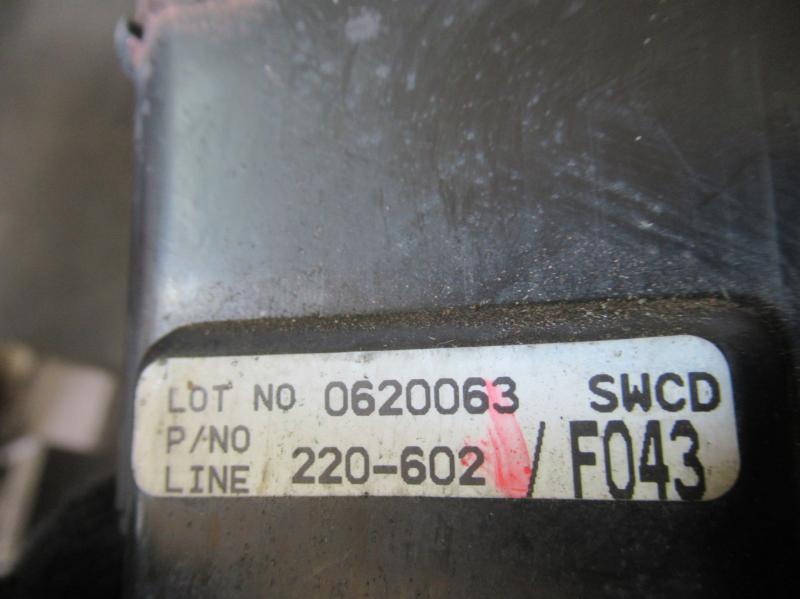 LOT NO 0620063 SWCD
P/NO
LINE 220-602 / F043